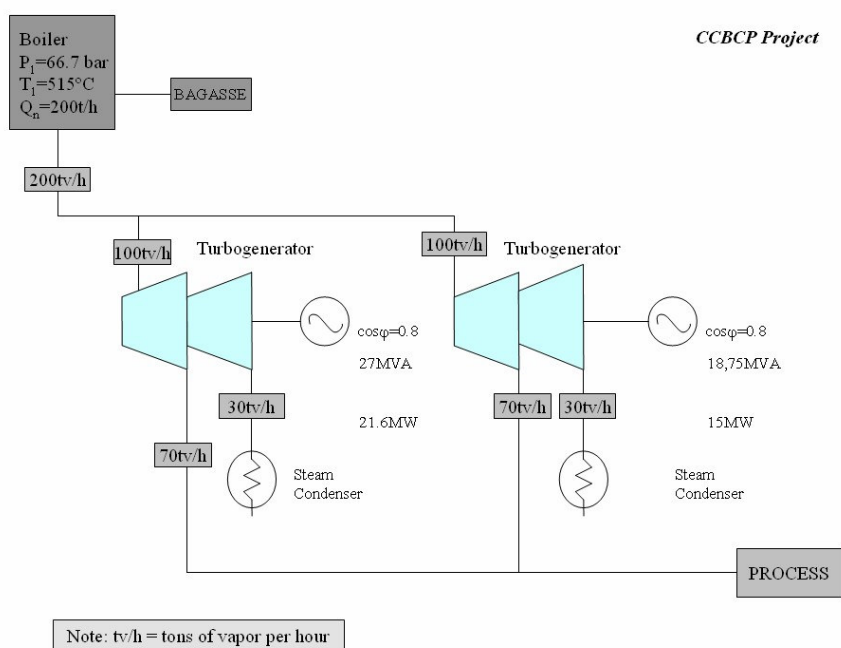 CCBCP Project
Boiler
P1=66.7 bar
T1=515°C
Qn=200t/h
BAGASSE
200tv/h
100tv/h
Turbogenerator
100tv/h
Turbogenerator
cosφ=0.8
27MVA
21.6MW
cosφ=0.8
18,75MVA
15MW
30tv/h
70tv/h
30tv/h
70tv/h
Steam
Condenser
Steam
Condenser
PROCESS
Note: tv/h = tons of vapor per hour